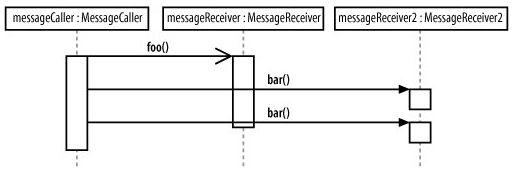 messageCaller : MessageCaller
messageReceiver : MessageReceiver
messageReceiver2 : MessageReceiver2
foo()
bar()
bar()